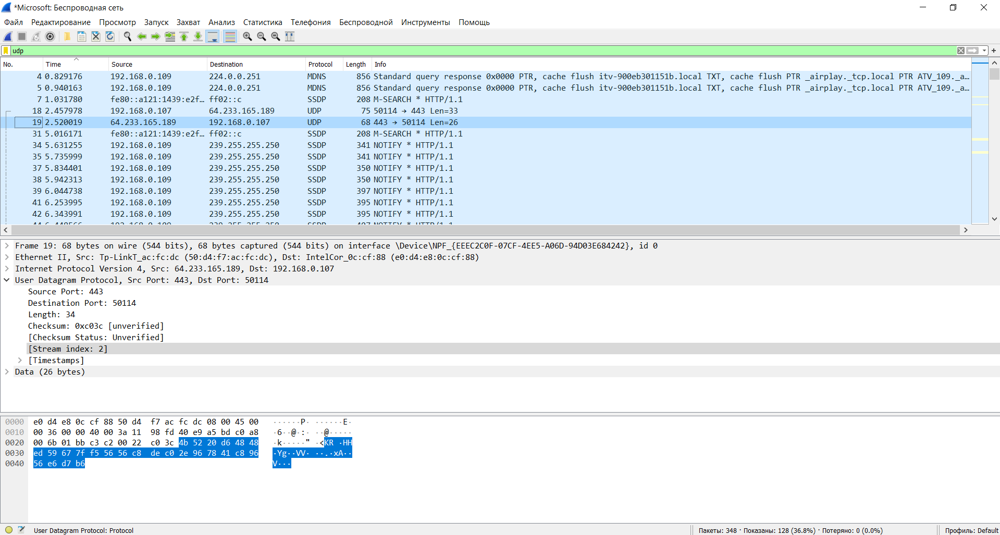 *Microsoft: Беспроводная сеть
Файл Редактирование Просмотр Запуск Захват Анализ Статистика Телефония Беспроводной Инструменты Помощь
udp
No. Time Source Destination Protocol Length Info
4 0.829176 192.168.0.109 224.0.0.251 MDNS 856 Standard query response 0x0000 PTR, cache flush itv-900eb301151b.local TXT, cache flush PTR _airplay._tcp.local PTR ATV_109._a…
5 0.940163 192.168.0.109 224.0.0.251 MDNS 856 Standard query response 0x0000 PTR, cache flush itv-900eb301151b.local TXT, cache flush PTR _airplay._tcp.local PTR ATV_109._a…
7 1.031780 fe80::a121:1439:e2f… ff02::c SSDP 208 M-SEARCH * HTTP/1.1
18 2.457978 192.168.0.107 64.233.165.189 UDP 75 50114 → 443 Len=33
19 2.520019 64.233.165.189 192.168.0.107 UDP 68 443 → 50114 Len=26
31 5.016171 fe80::a121:1439:e2f… ff02::c SSDP 208 M-SEARCH * HTTP/1.1
34 5.631255 192.168.0.109 239.255.255.250 SSDP 341 NOTIFY * HTTP/1.1
35 5.735999 192.168.0.109 239.255.255.250 SSDP 341 NOTIFY * HTTP/1.1
37 5.834401 192.168.0.109 239.255.255.250 SSDP 350 NOTIFY * HTTP/1.1
38 5.942313 192.168.0.109 239.255.255.250 SSDP 350 NOTIFY * HTTP/1.1
39 6.044738 192.168.0.109 239.255.255.250 SSDP 397 NOTIFY * HTTP/1.1
41 6.253995 192.168.0.109 239.255.255.250 SSDP 395 NOTIFY * HTTP/1.1
42 6.343991 192.168.0.109 239.255.255.250 SSDP 395 NOTIFY * HTTP/1.1
Frame 19: 68 bytes on wire (544 bits), 68 bytes captured (544 bits) on interface \Device\NPF_{EEEC2C0F-07CF-4EE5-A06D-94D03E684242}, id 0
Ethernet II, Src: Tp-LinkT_ac:fc:dc (50:d4:f7:ac:fc:dc), Dst: IntelCor_0c:cf:88 (e0:d4:e8:0c:cf:88)
Internet Protocol Version 4, Src: 64.233.165.189, Dst: 192.168.0.107
User Datagram Protocol, Src Port: 443, Dst Port: 50114
Source Port: 443
Destination Port: 50114
Length: 34
Checksum: 0xc03c [unverified]
[Checksum Status: Unverified]
[Stream index: 2]
[Timestamps]
Data (26 bytes)
0000 e0 d4 e8 0c cf 88 50 d4 f7 ac fc dc 08 00 45 00 ······P· ······E·
0010 00 36 00 00 40 00 3a 11 98 fd 40 e9 a5 bd c0 a8 ·6··@·:· ··@·····
0020 00 6b 01 bb c3 c2 00 22 c0 3c 4b 52 20 d6 48 48 ·k·····" ·<KR ·HH
0030 ed 59 67 7f f5 56 56 c8 de c0 2e 96 78 41 c8 96 ·Yg··VV· ··.·xA··
0040 56 e6 d7 b6 V···
User Datagram Protocol: Protocol Пакеты: 348 · Показаны: 128 (36.8%) · Потеряно: 0 (0.0%) Профиль: Default